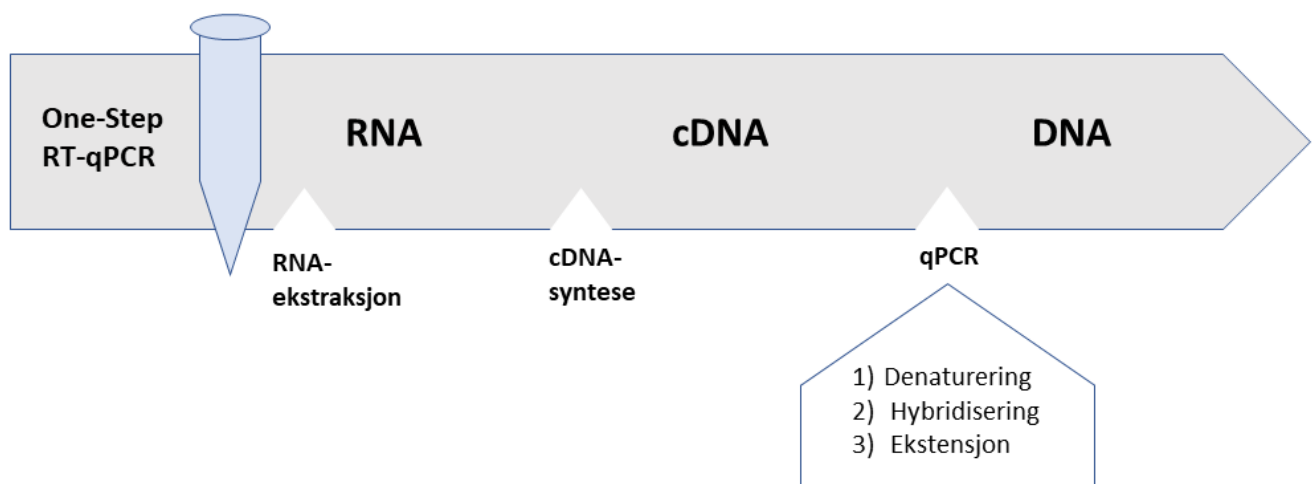 One-Step
RT-qPCR
RNA
cDNA
DNA
RNA-
ekstraksjon
cDNA-
syntese
qPCR
1) Denaturering
2) Hybridisering
3) Ekstensjon